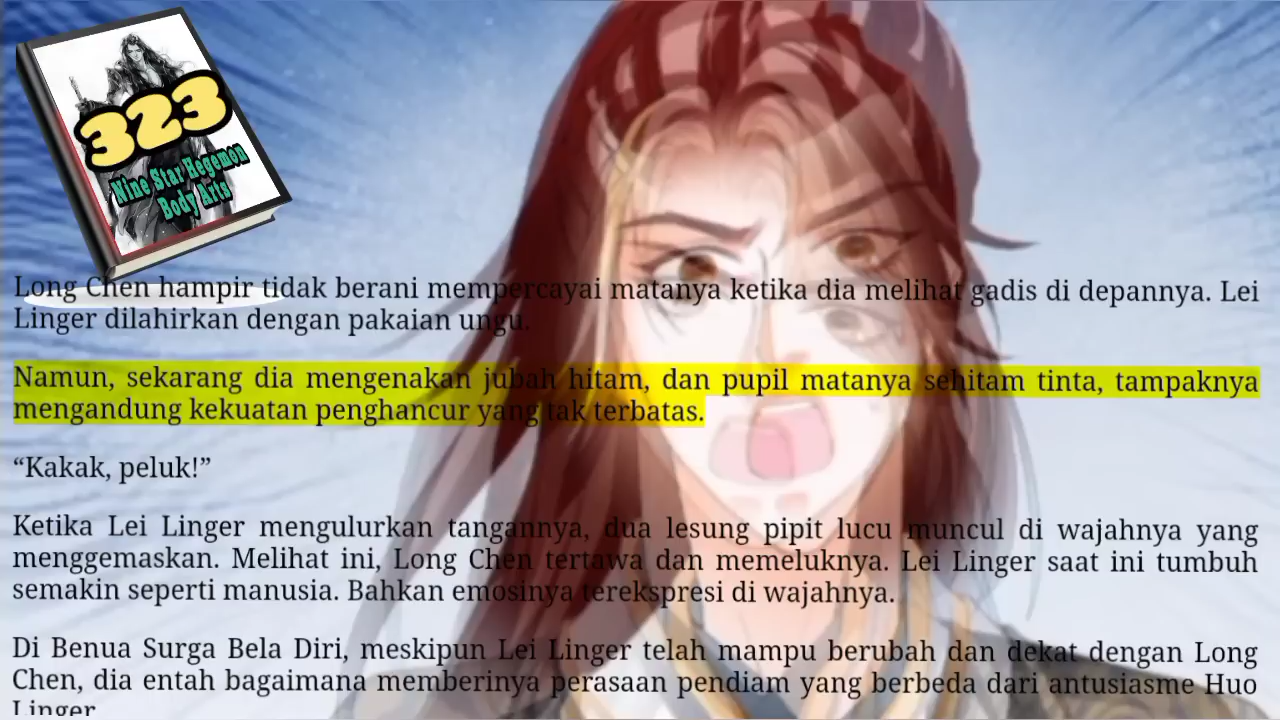 323
Nine Star Hegemon
Body Arts
Long Chen hampir tidak berani mempercayai matanya ketika dia melihat gadis di depannya. Lei
Linger dilahirkan dengan pakaian ungu.
Namun, sekarang dia mengenakan jubah hitam, dan pupil matanya sehitam tinta, tampaknya
mengandung kekuatan penghancur yang tak terbatas.
“Kakak, peluk!”
Ketika Lei Linger mengulurkan tangannya, dua lesung pipit lucu muncul di wajahnya yang
menggemaskan. Melihat ini, Long Chen tertawa dan memeluknya. Lei Linger saat ini tumbuh
semakin seperti manusia. Bahkan emosinya terekspresi di wajahnya.
Di Benua Surga Bela Diri, meskipun Lei Linger telah mampu berubah dan dekat dengan Long
Chen, dia entah bagaimana memberinya perasaan pendiam yang berbeda dari antusiasme Huo
Linger